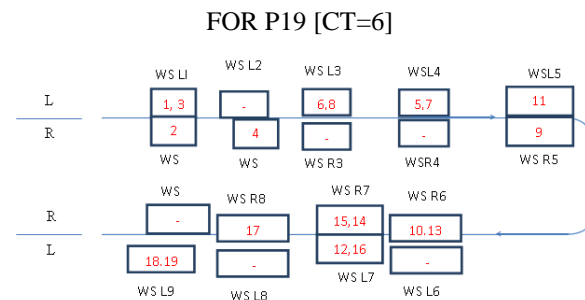 FOR P19 [CT=6]
WS L1 WS L2 WS L3 WSL4 WSL5
L 1, 3 - 6,8 5,7 11
R 2 4 - - 9
WS WS WS R3 WSR4 WS R5
WS WS R8 WS R7 WS R6
R - 17 15,14 10.13
L 18.19 - 12,16 -
WS L9 WS L8 WS L7 WS L6